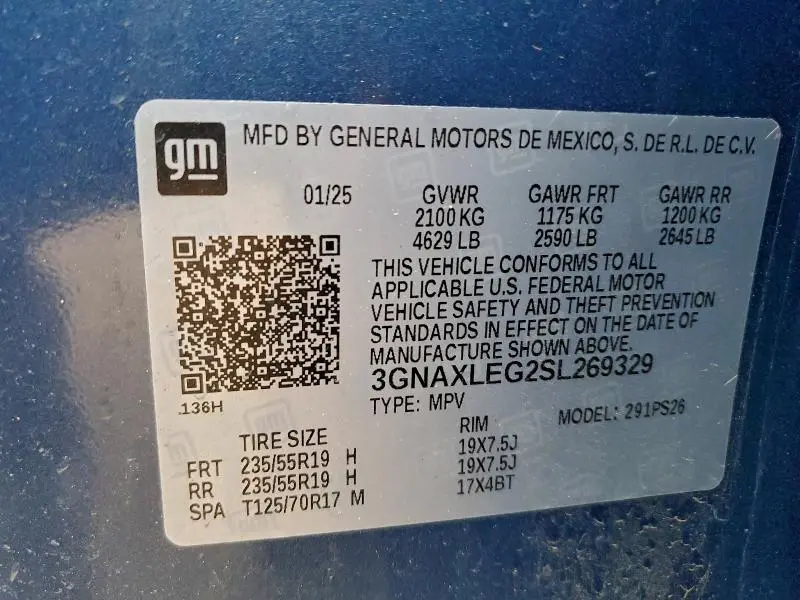 gm
MFD BY GENERAL MOTORS DE MEXICO, S. DE R.L. DE C.V.
01/25 GVWR GAWR FRT GAWR RR
2100 KG 1175 KG 1200 KG
4629 LB 2590 LB 2645 LB
THIS VEHICLE CONFORMS TO ALL
APPLICABLE U.S. FEDERAL MOTOR
VEHICLE SAFETY AND THEFT PREVENTION
STANDARDS IN EFFECT ON THE DATE OF
MANUFACTURE SHOWN ABOVE.
3GNAXLEG2SL269329
.136H
TYPE: MPV MODEL: 291PS26
TIRE SIZE RIM
FRT 235/55R19 H 19X7.5J
RR 235/55R19 H 19X7.5J
SPA T125/70R17 M 17X4BT